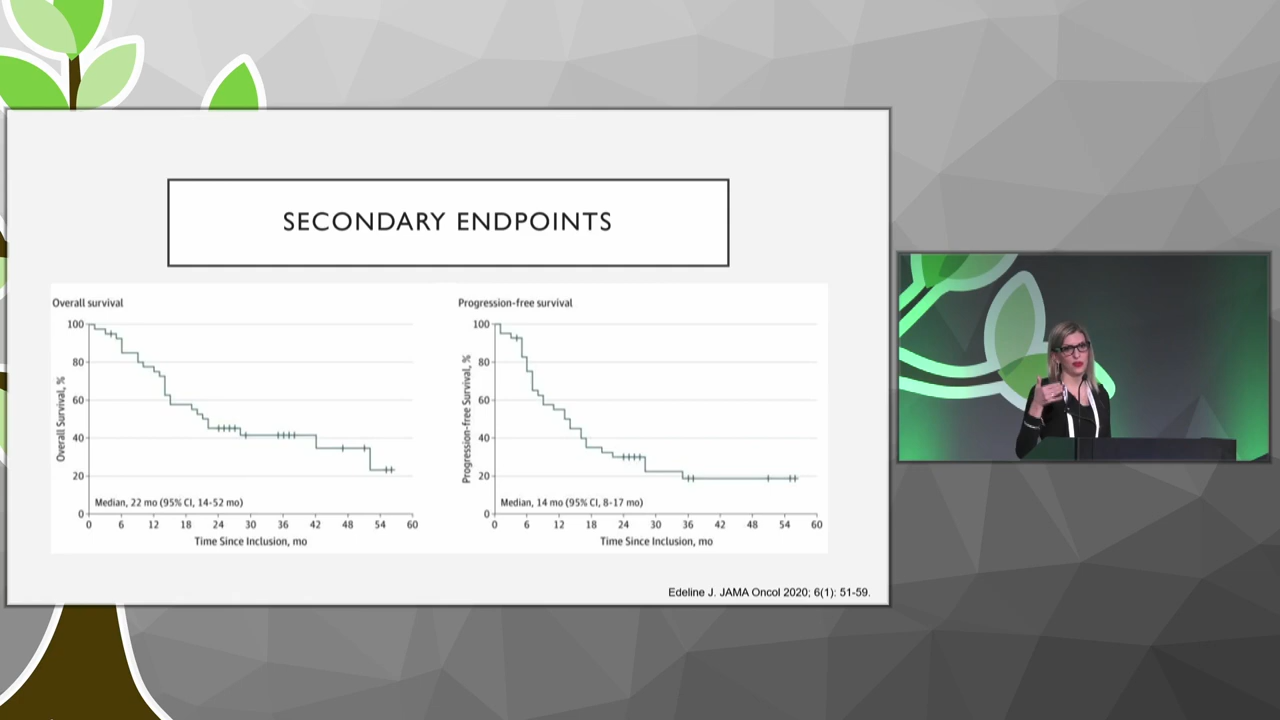 SECONDARY ENDPOINTS
Overall survival
100
80
60
40
20
0
Overall Survival, %
Median, 22 mo (95% CI, 14-52 mo)
0 6 12 18 24 30 36 42 48 54 60
Time Since Inclusion, mo
Progression-free survival
100
80
60
40
20
0
Progression-free Survival, %
Median, 14 mo (95% CI, 8-17 mo)
0 6 12 18 24 30 36 42 48 54 60
Time Since Inclusion, mo
Edeline J. JAMA Oncol 2020; 6(1): 51-59.